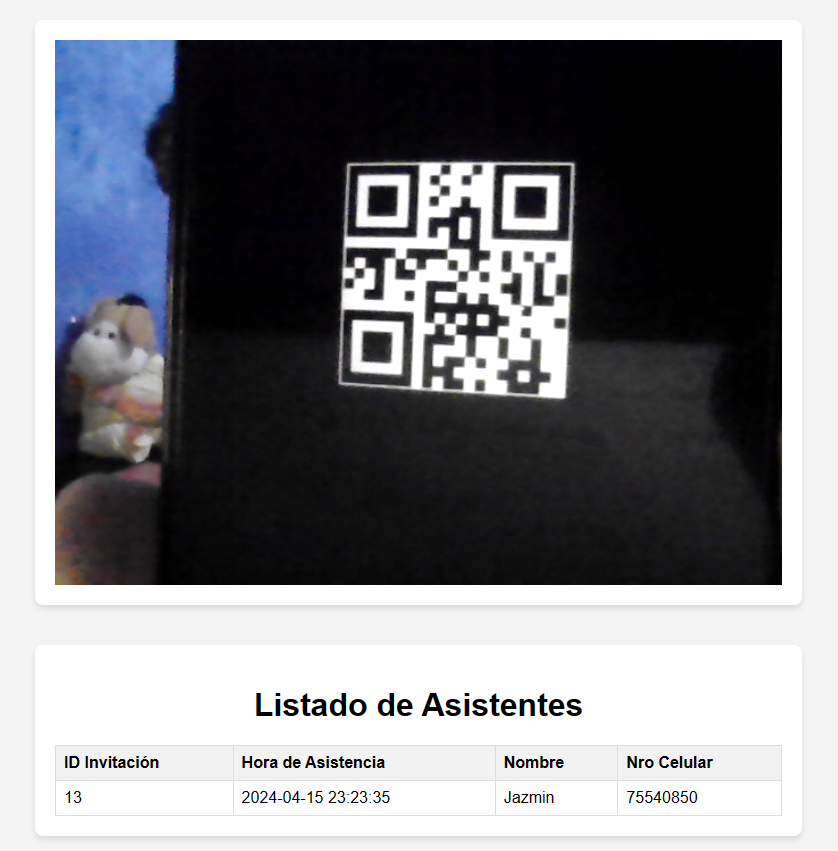 Listado de Asistentes
ID Invitación Hora de Asistencia Nombre Nro Celular
13 2024-04-15 23:23:35 Jazmin 75540850